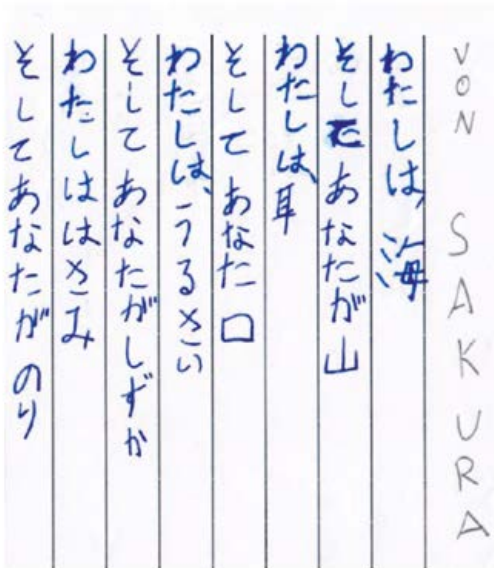 VON SAKURA
わたしは、海
そしてあなたが山
わたしは、耳
そしてあなた口
わたしは、うるさい
そしてあなたがしずか
わたしははさみ
そしてあなたがのり